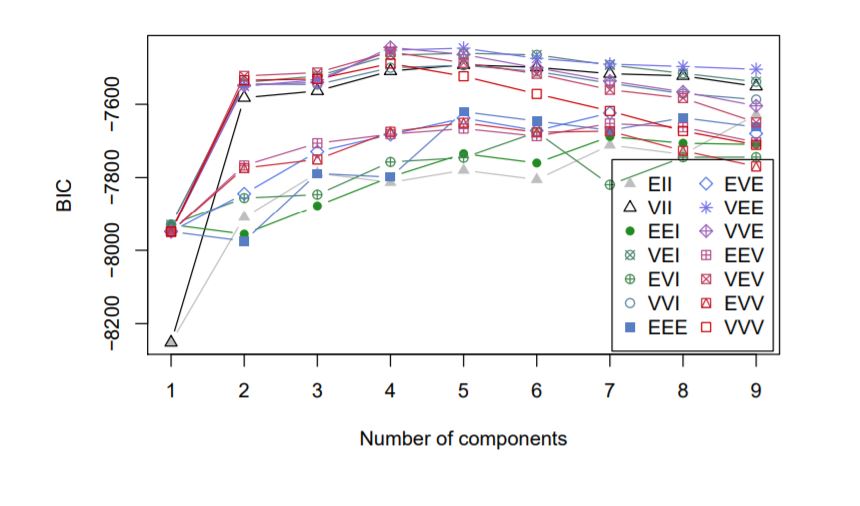 BIC
−7600
−7800
−8000
−8200
EII EVE
VII VEE
EEI VVE
VEI EEV
EVI VEV
VVI EVV
EEE VVV
1 2 3 4 5 6 7 8 9
Number of components